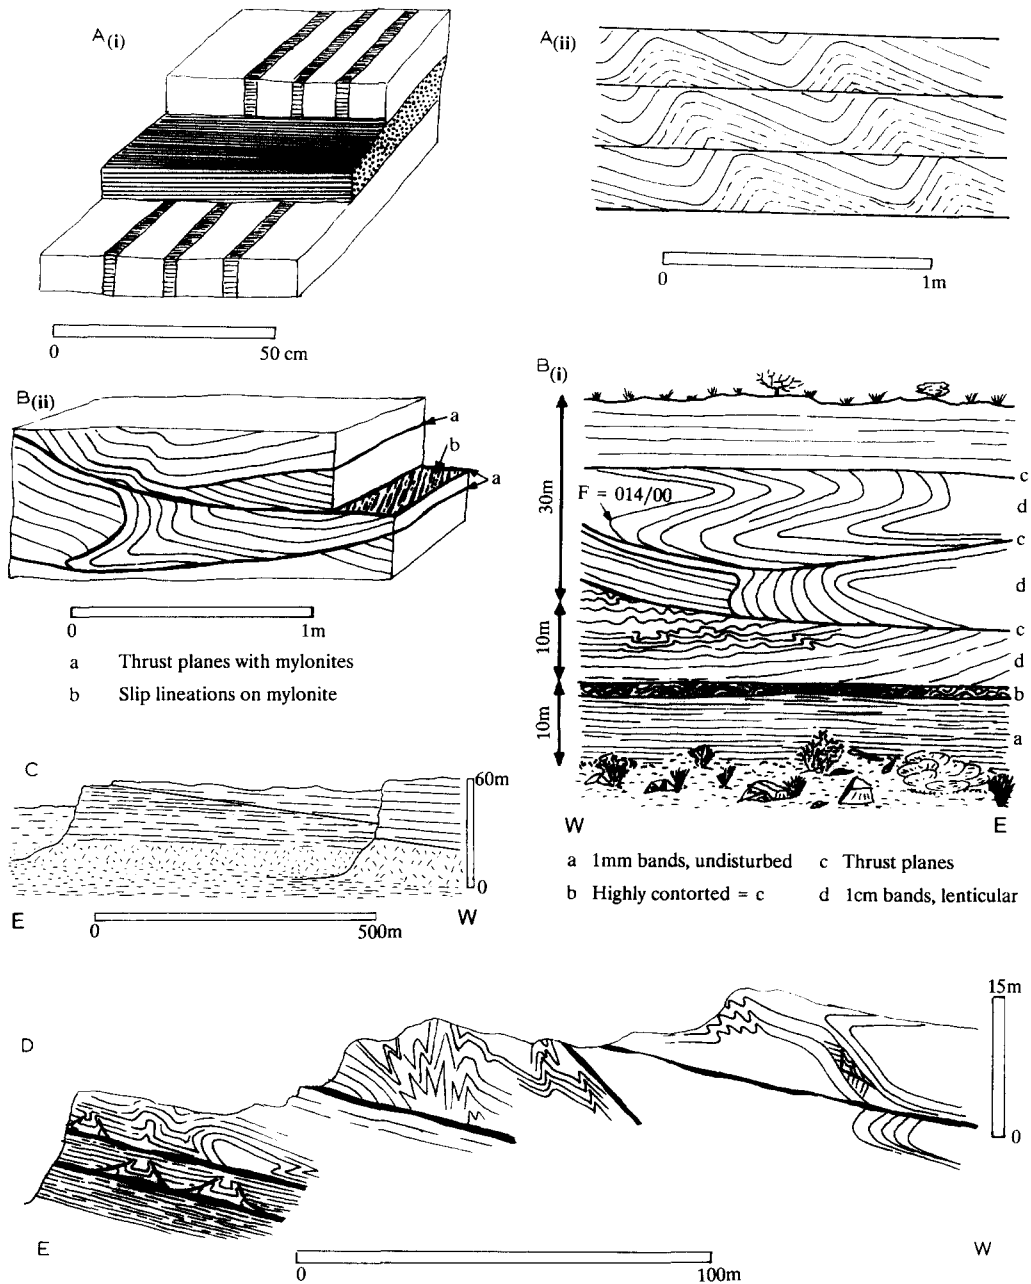 A(i)
A(ii)
0 50 cm
0 1m
B(ii)
a
b
a
0 1m
a Thrust planes with mylonites
b Slip lineations on mylonite
B(i)
30m
10m
10m
F = 014/00
c
d
c
d
c
d
b
a
W E
a 1mm bands, undisturbed c Thrust planes
b Highly contorted = c d 1cm bands, lenticular
C
60m
0
E W
0 500m
D
15m
0
E W
0 100m